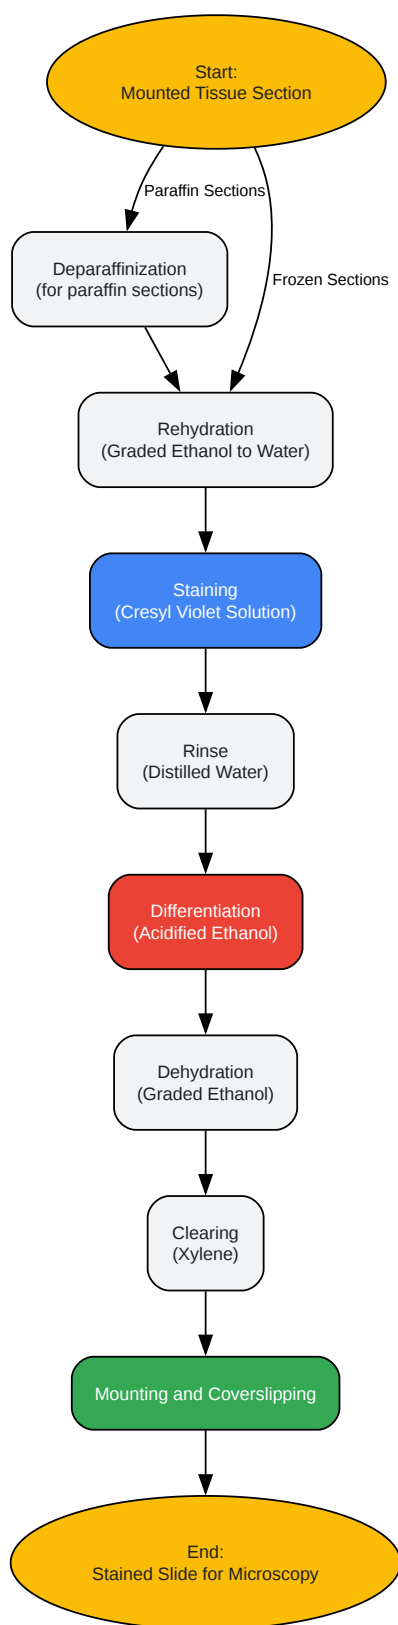 Start:
Mounted Tissue Section
Paraffin Sections
Deparaffinization
(for paraffin sections)
Frozen Sections
Rehydration
(Graded Ethanol to Water)
Staining
(Cresyl Violet Solution)
Rinse
(Distilled Water)
Differentiation
(Acidified Ethanol)
Dehydration
(Graded Ethanol)
Clearing
(Xylene)
Mounting and Coverslipping
End:
Stained Slide for Microscopy